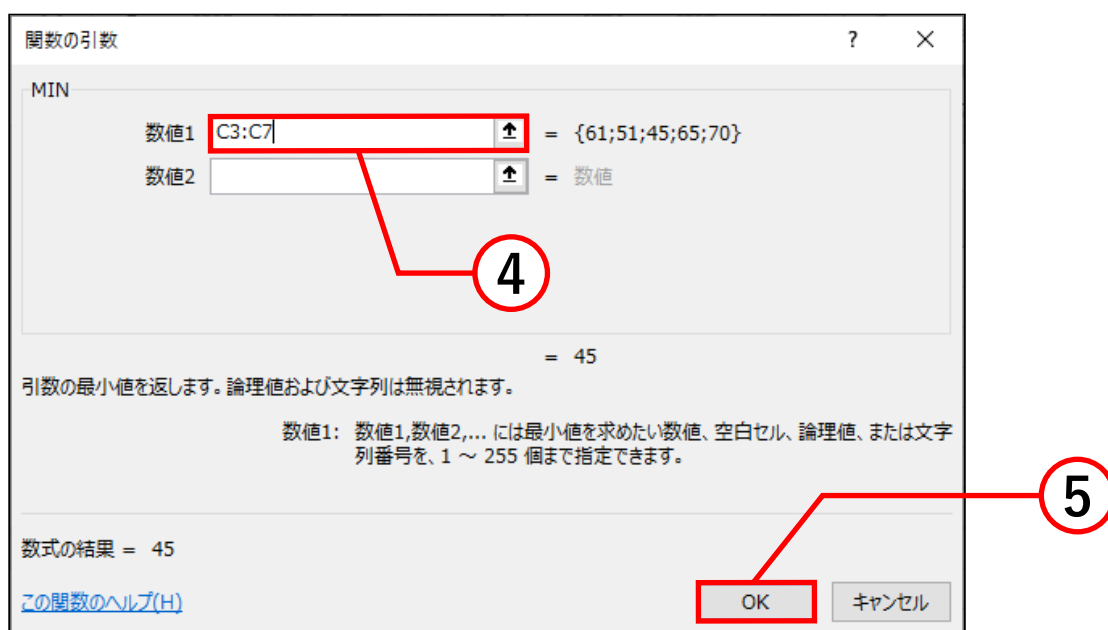 関数の引数 ? ×
MIN
数値1 C3:C7 = {61;51;45;65;70}
数値2 = 数値
4
= 45
引数の最小値を返します。論理値および文字列は無視されます。
数値1: 数値1,数値2,... には最小値を求めたい数値、空白セル、論理値、または文字
列番号を、1 ～ 255 個まで指定できます。
5
数式の結果 = 45
この関数のヘルプ(H) OK キャンセル